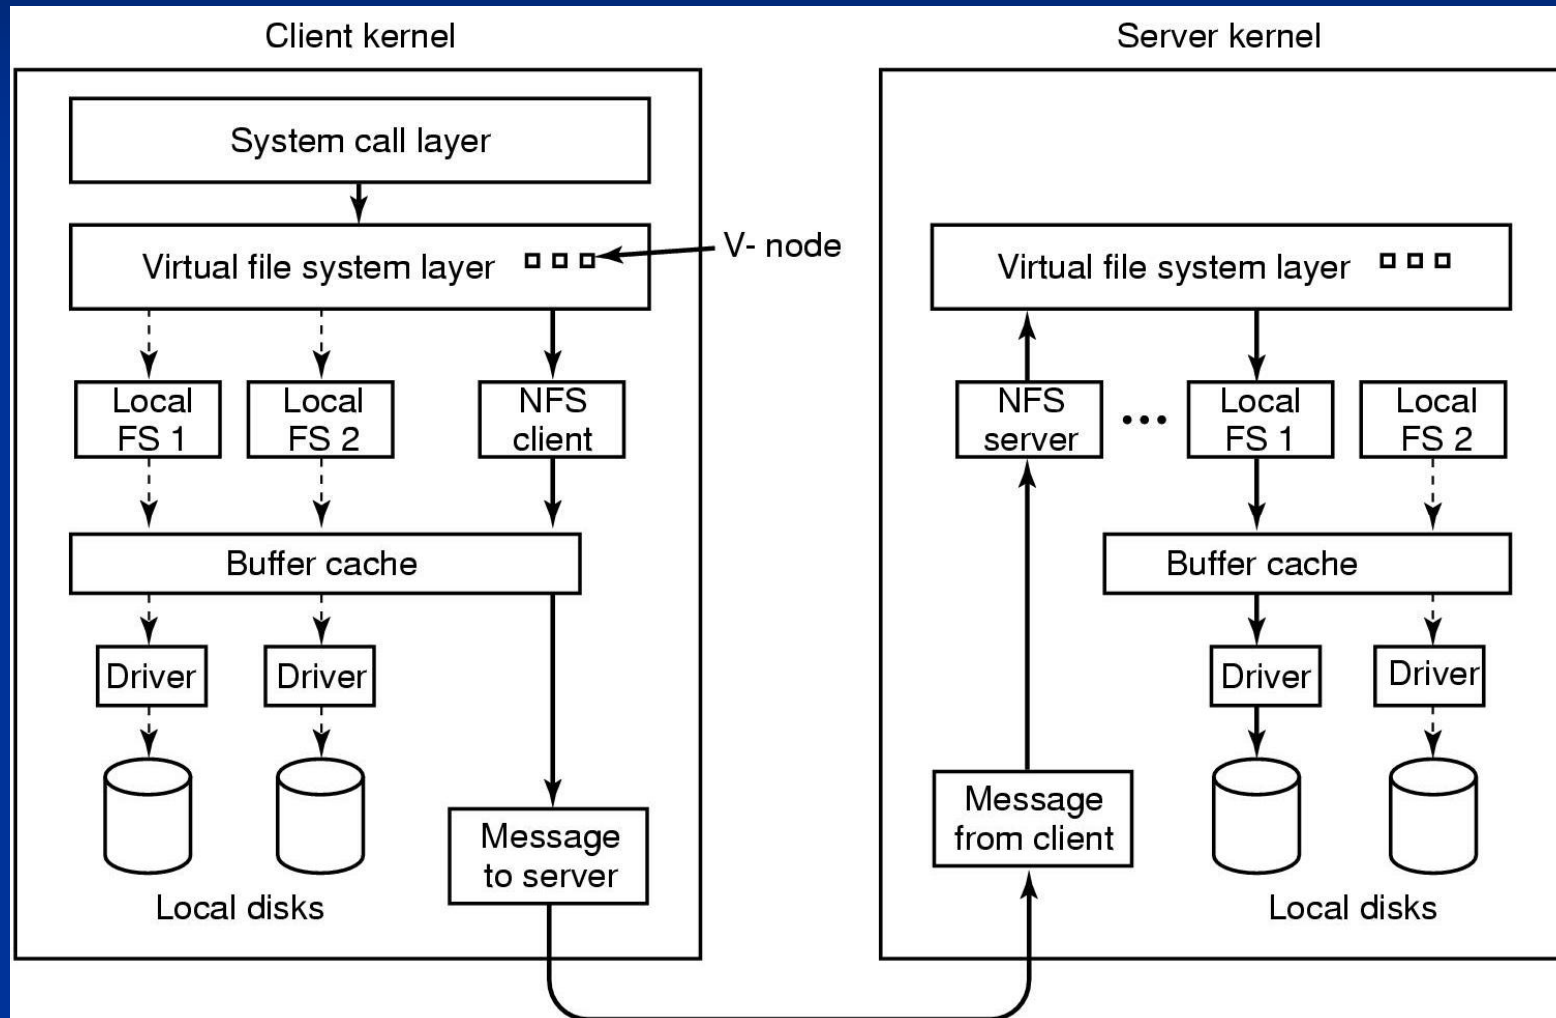 Client kernel
System call layer
Virtual file system layer
V- node
Local
FS 1
Local
FS 2
NFS
client
Buffer cache
Driver
Driver
Local disks
Message
to server
Server kernel
Virtual file system layer
NFS
server
Local
FS 1
Local
FS 2
Buffer cache
Driver
Driver
Message
from client
Local disks